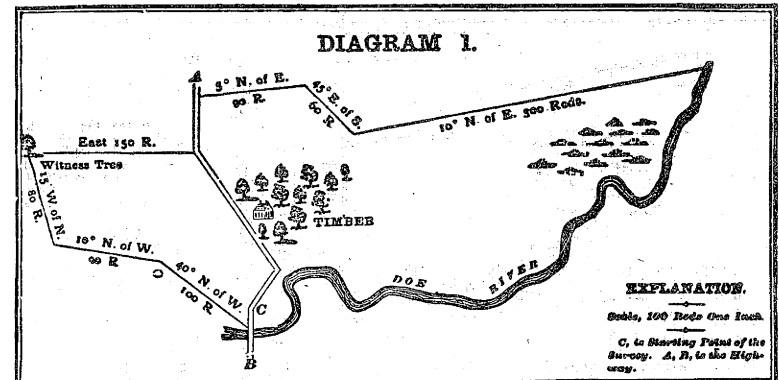 DIAGRAM 1.
A
5° N. of E.
90 R
45° E. of S.
60 R
10° N. of E. 300 Rods.
East 150 R.
Witness Tree
15° W. of N.
80 R.
TIMBER
10° N. of W.
90 R
C
40° N. of W.
100 R
C
DOE RIVER
B
EXPLANATION.
Scale, 100 Rods One Inch.
C, is Starting Point of the
Survey. A, B, is the High-
way.